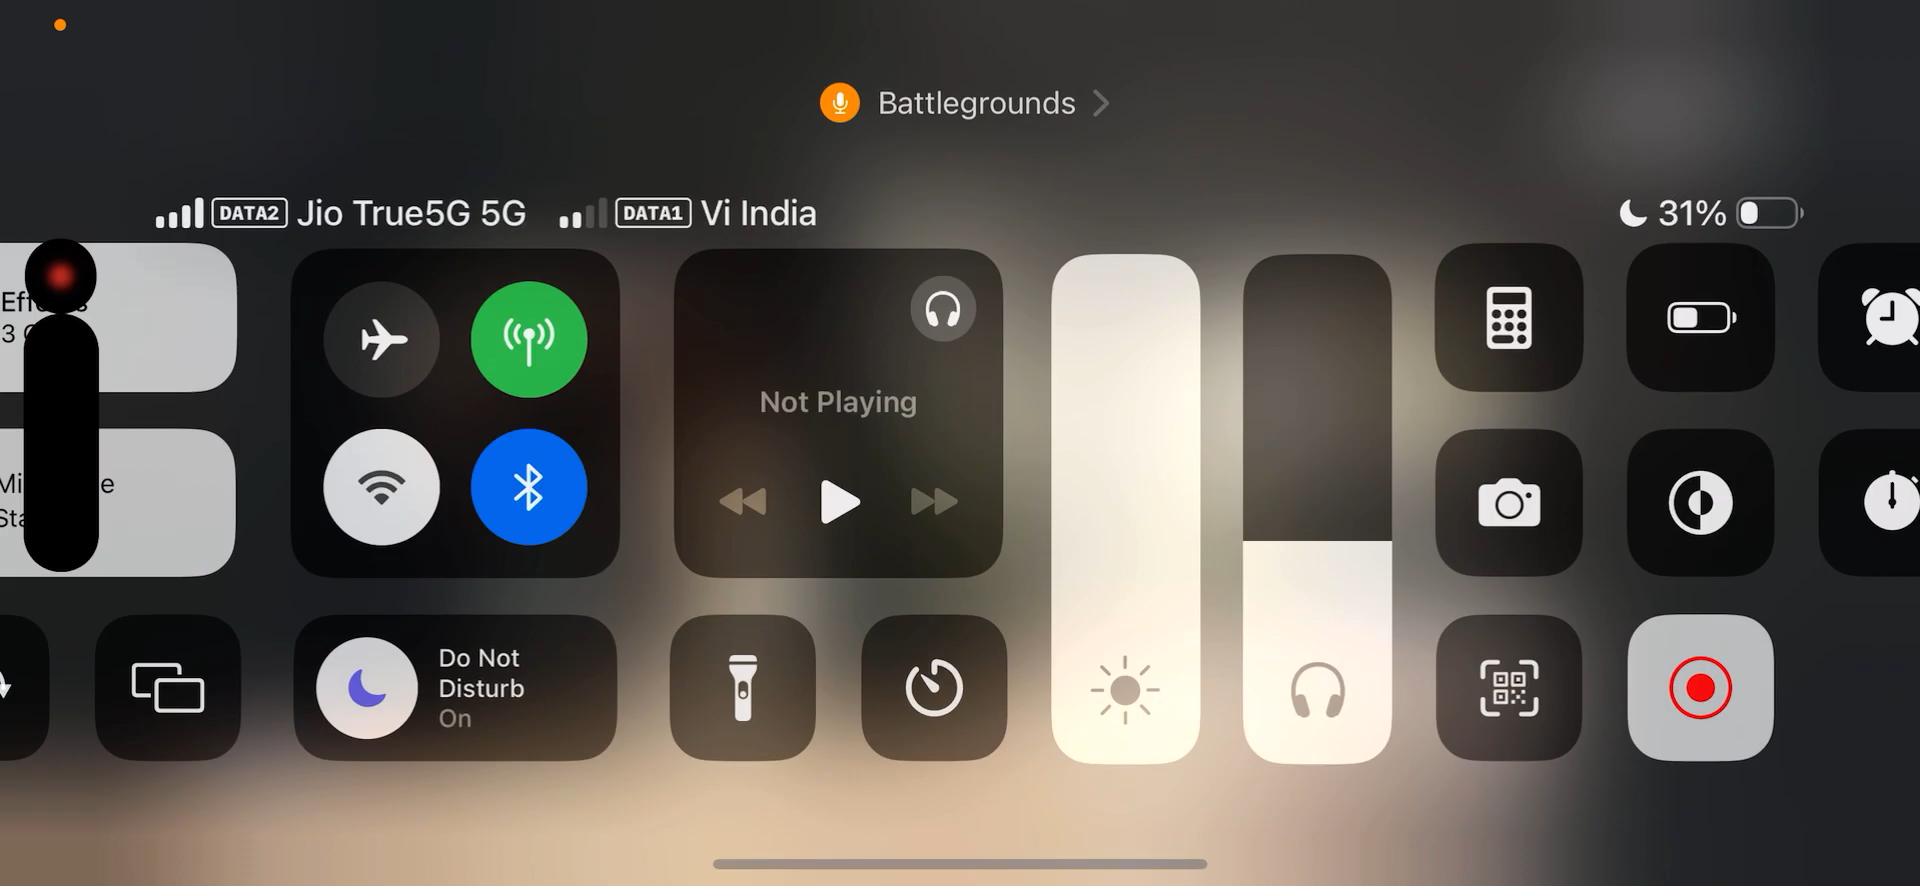 Battlegrounds
DATA2 Jio True5G 5G DATA1 Vi India
31%
Not Playing
Do Not
Disturb
On